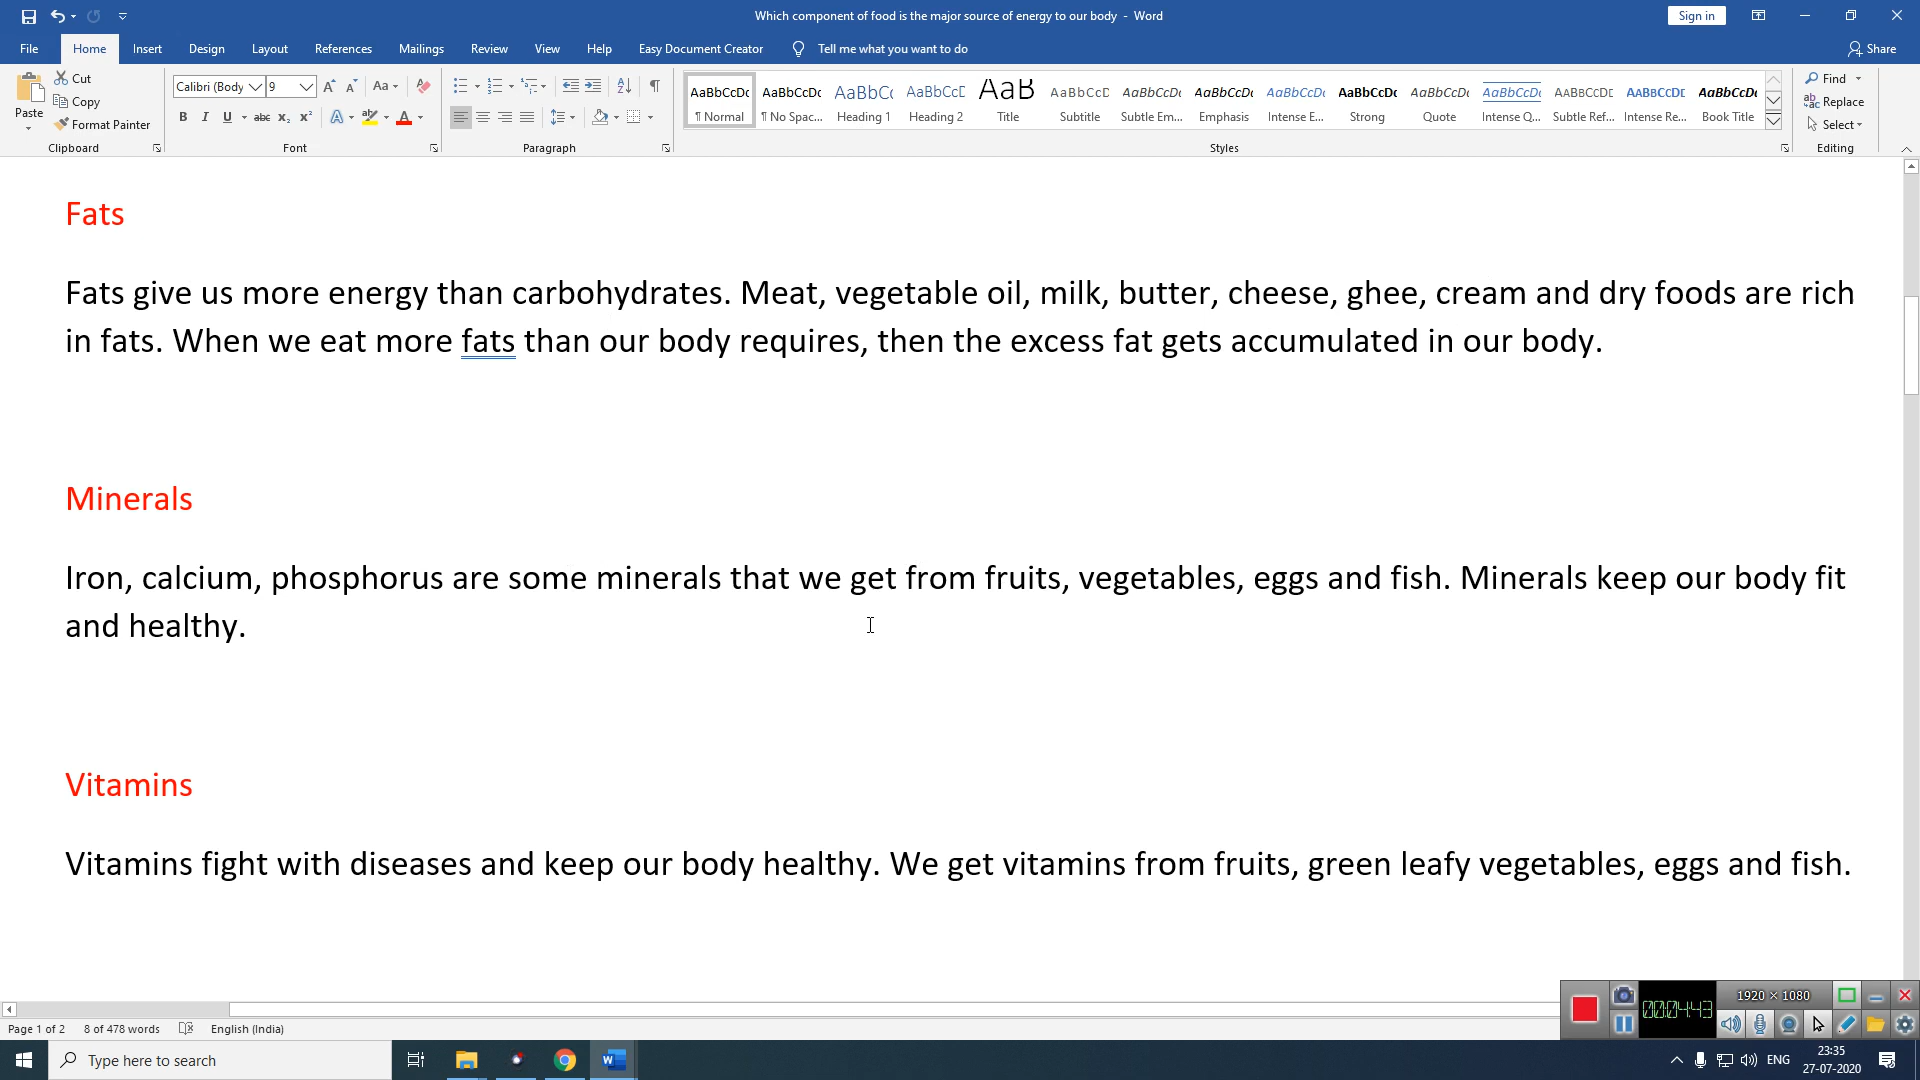 Which component of food is the major source of energy to our body - Word
Sign in
File Home Insert Design Layout References Mailings Review View Help Easy Document Creator Tell me what you want to do Share
Paste
Cut
Copy
Format Painter
Clipboard
Calibri (Body 9
Font
Paragraph
AaBbCcDc AaBbCcDc AaBbCc AaBbCcD AaB AaBbCcD AaBbCcDc AaBbCcDc AaBbCcDc AaBbCcDc AaBbCcDc AaBbCcDc AaBbCcDc AaBbCcDc AaBbCcDc
¶ Normal ¶ No Spac... Heading 1 Heading 2 Title Subtitle Subtle Em... Emphasis Intense E... Strong Quote Intense Q... Subtle Ref... Intense Re... Book Title
Styles
Find
Replace
Select
Editing
Fats
Fats give us more energy than carbohydrates. Meat, vegetable oil, milk, butter, cheese, ghee, cream and dry foods are rich
in fats. When we eat more fats than our body requires, then the excess fat gets accumulated in our body.
Minerals
Iron, calcium, phosphorus are some minerals that we get from fruits, vegetables, eggs and fish. Minerals keep our body fit
and healthy.
Vitamins
Vitamins fight with diseases and keep our body healthy. We get vitamins from fruits, green leafy vegetables, eggs and fish.
00:04:43
1920 × 1080
Page 1 of 2 8 of 478 words English (India)
Type here to search
ENG
23:35
27-07-2020